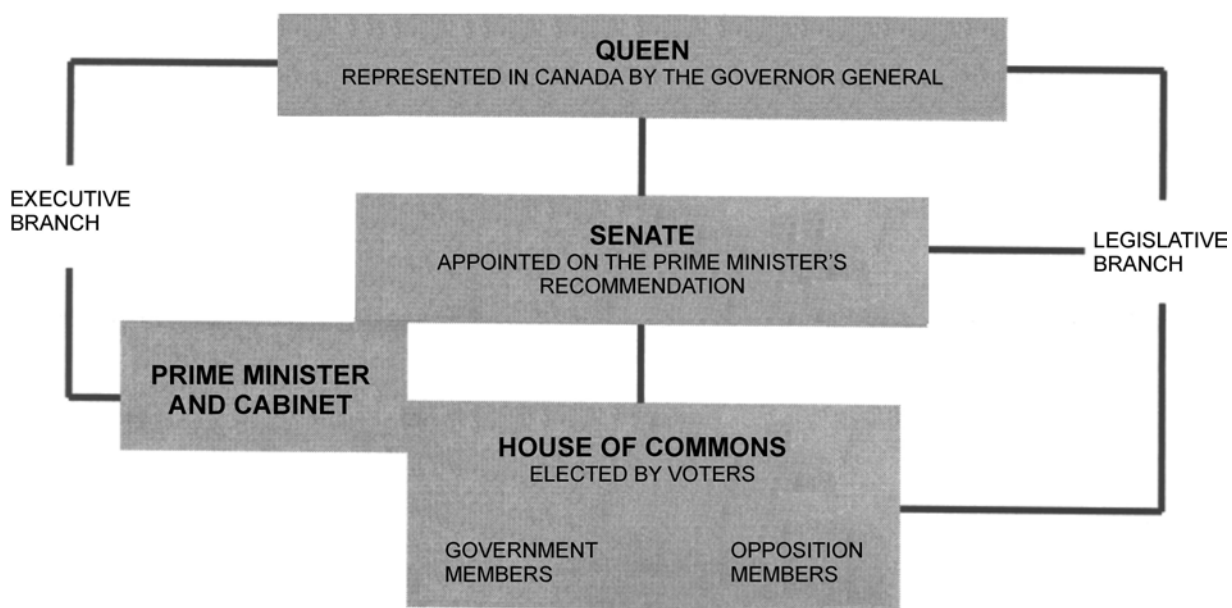 QUEEN
REPRESENTED IN CANADA BY THE GOVERNOR GENERAL
EXECUTIVE
BRANCH
SENATE
APPOINTED ON THE PRIME MINISTER’S
RECOMMENDATION
LEGISLATIVE
BRANCH
PRIME MINISTER
AND CABINET
HOUSE OF COMMONS
ELECTED BY VOTERS
GOVERNMENT
MEMBERS
OPPOSITION
MEMBERS